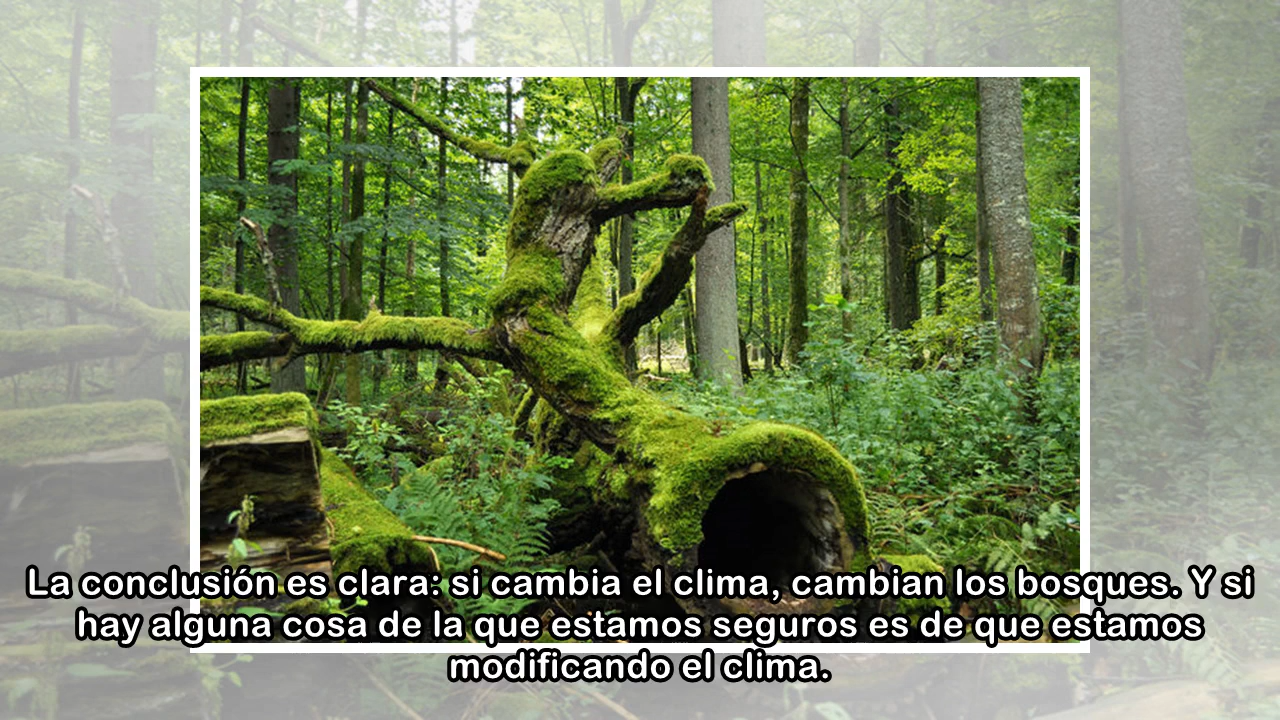 La conclusión es clara: si cambia el clima, cambian los bosques. Y si
hay alguna cosa de la que estamos seguros es de que estamos
modificando el clima.